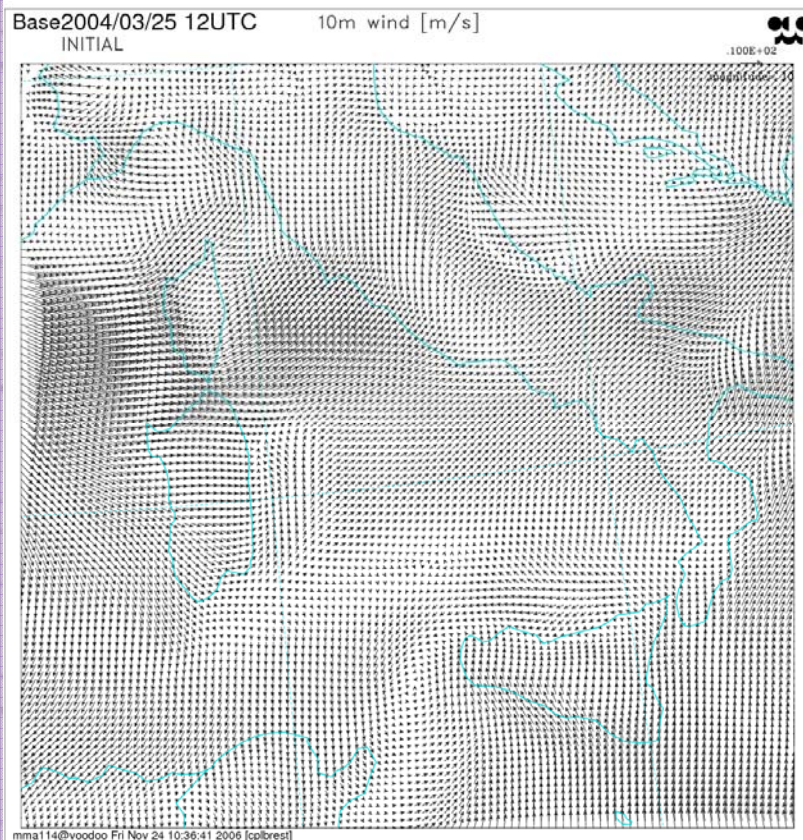 Base2004/03/25 12UTC 10m wind [m/s]
INITIAL
.100E+02
mma114@voodoo Fri Nov 24 10:36:41 2006 [cplbrest]